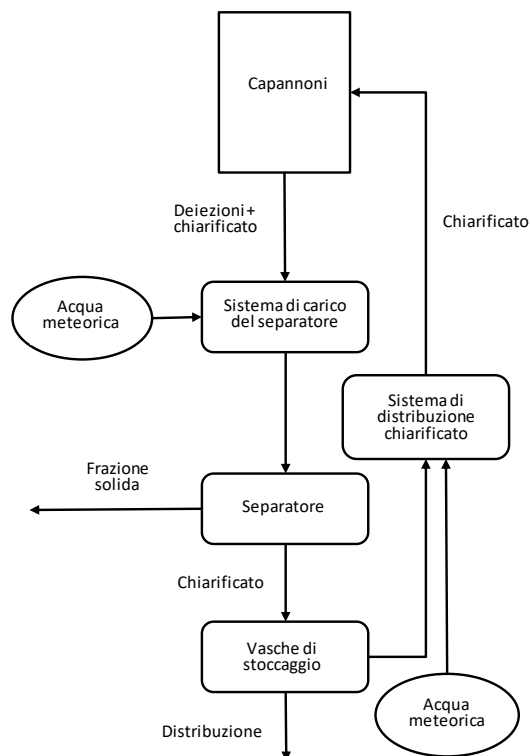 Capannoni
Deiezioni+
chiarificato
Chiarificato
Acqua
meteorica
Sistema di carico
del separatore
Sistema di
distribuzione
chiarificato
Frazione
solida
Separatore
Chiarificato
Vasche di
stoccaggio
Acqua
meteorica
Distribuzione